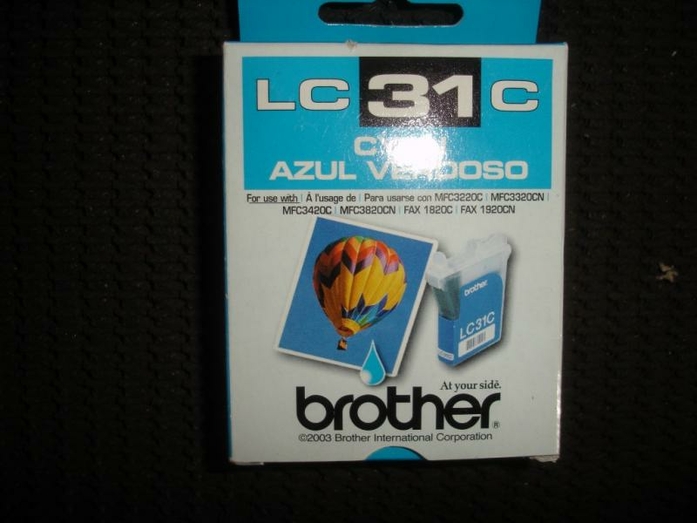 LC 31 C
AZUL
For use with | À l'usage de | Para usarse con MFC3220C | MFC3320CN |
MFC3420C | MFC3820CN | FAX 1820C | FAX 1920CN
brother
LC31C
At your side.
brother®
©2003 Brother International Corporation